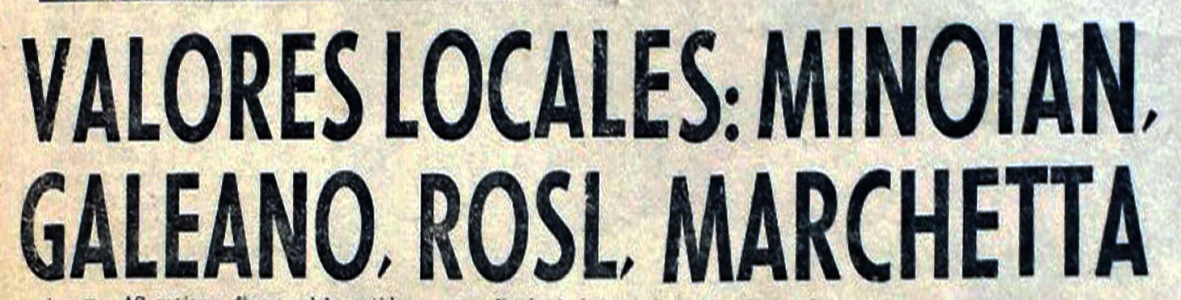 VALORES LOCALES: MINOIAN,
GALEANO, ROSL, MARCHETTA